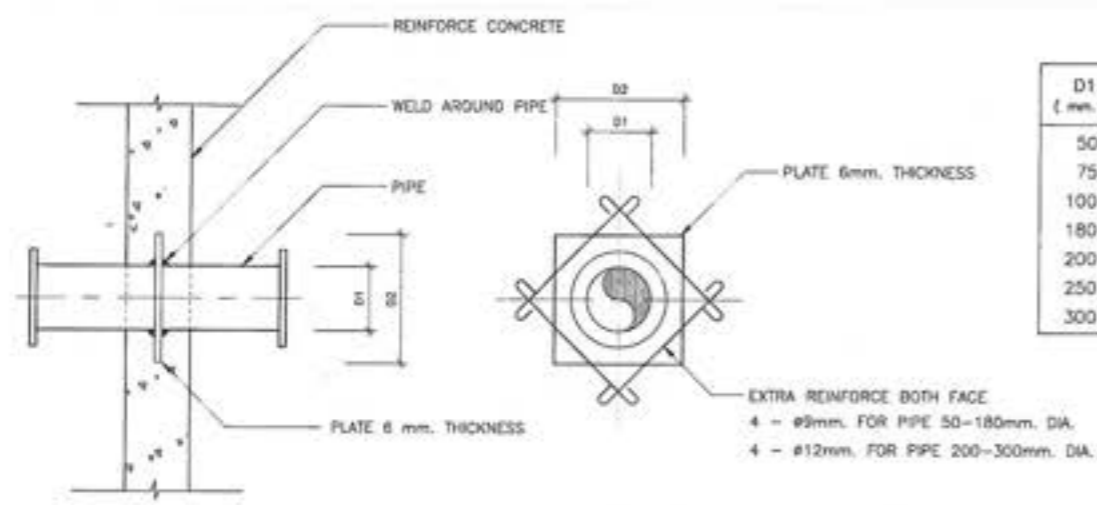 REINFORCE CONCRETE
WELD AROUND PIPE
PIPE
D1
D2
PLATE 6 mm. THICKNESS
D2
D1
PLATE 6mm. THICKNESS
EXTRA REINFORCE BOTH FACE
4 - ø9mm. FOR PIPE 50-180mm. DIA.
4 - ø12mm. FOR PIPE 200-300mm. DIA.
D1
( mm.
50
75
100
180
200
250
300